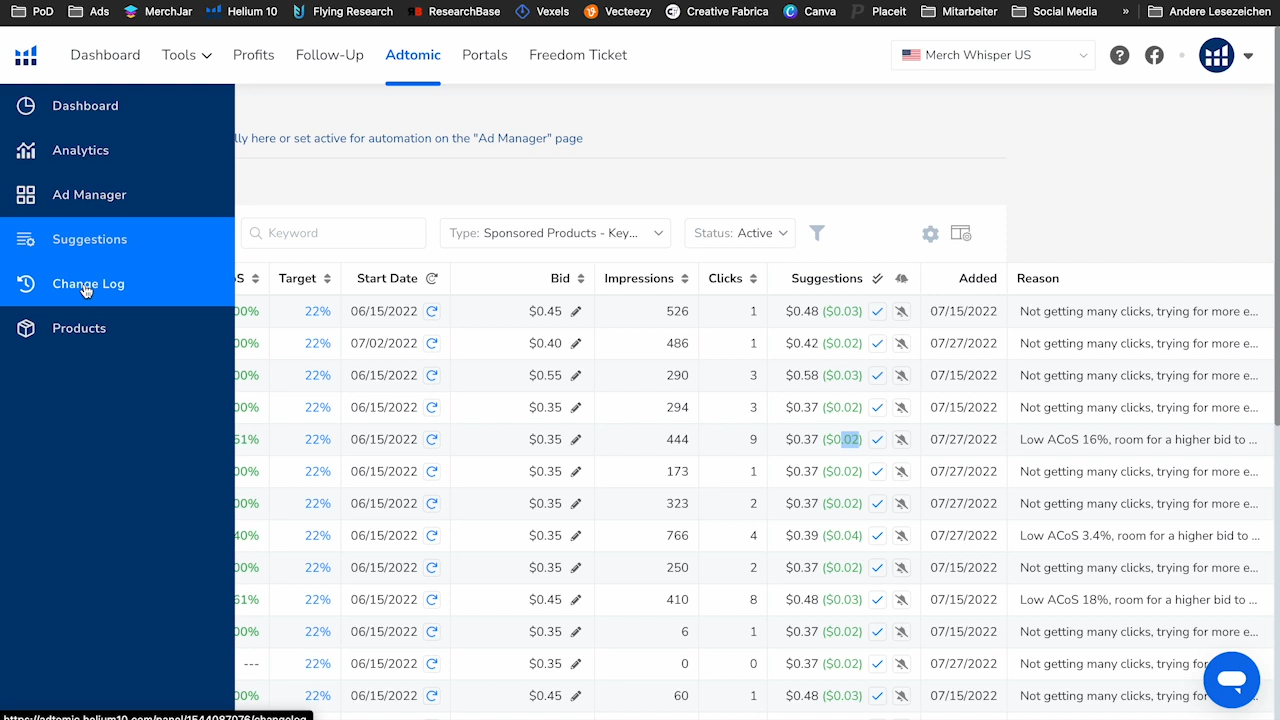 PoD Ads MerchJar Helium 10 Flying Research ResearchBase Vexels Vecteezy Creative Fabrica Canva Placeit Mitarbeiter Social Media » Andere Lesezeichen
Dashboard Tools Profits Follow-Up Adtomic Portals Freedom Ticket Merch Whisper US
Dashboard
Analytics
Ad Manager
Suggestions
Change Log
Products
lly here or set active for automation on the "Ad Manager" page
Keyword Type: Sponsored Products - Key... Status: Active
oS Target Start Date Bid Impressions Clicks Suggestions Added Reason
00% 22% 06/15/2022 $0.45 526 1 $0.48 ($0.03) 07/15/2022 Not getting many clicks, trying for more e...
00% 22% 07/02/2022 $0.40 486 1 $0.42 ($0.02) 07/27/2022 Not getting many clicks, trying for more e...
00% 22% 06/15/2022 $0.55 290 3 $0.58 ($0.03) 07/15/2022 Not getting many clicks, trying for more e...
00% 22% 06/15/2022 $0.35 294 3 $0.37 ($0.02) 07/15/2022 Not getting many clicks, trying for more e...
51% 22% 06/15/2022 $0.35 444 9 $0.37 ($0.02) 07/27/2022 Low ACoS 16%, room for a higher bid to ...
00% 22% 06/15/2022 $0.35 173 1 $0.37 ($0.02) 07/15/2022 Not getting many clicks, trying for more e...
00% 22% 06/15/2022 $0.35 323 2 $0.37 ($0.02) 07/15/2022 Not getting many clicks, trying for more e...
40% 22% 06/15/2022 $0.35 766 4 $0.39 ($0.04) 07/27/2022 Low ACoS 3.4%, room for a higher bid to ...
00% 22% 06/15/2022 $0.35 250 2 $0.37 ($0.02) 07/15/2022 Not getting many clicks, trying for more e...
61% 22% 06/15/2022 $0.45 410 8 $0.48 ($0.03) 07/15/2022 Low ACoS 18%, room for a higher bid to ...
00% 22% 06/15/2022 $0.35 6 1 $0.37 ($0.02) 07/15/2022 Not getting many clicks, trying for more e...
--- 22% 06/15/2022 $0.35 0 0 $0.37 ($0.02) 07/27/2022 Not getting many clicks, trying fo
00% 22% 06/15/2022 $0.45 60 1 $0.48 ($0.03) 07/15/2022 Not getting many clicks, trying fo
https://adtomic.helium10.com/panel/1544087076/changelog